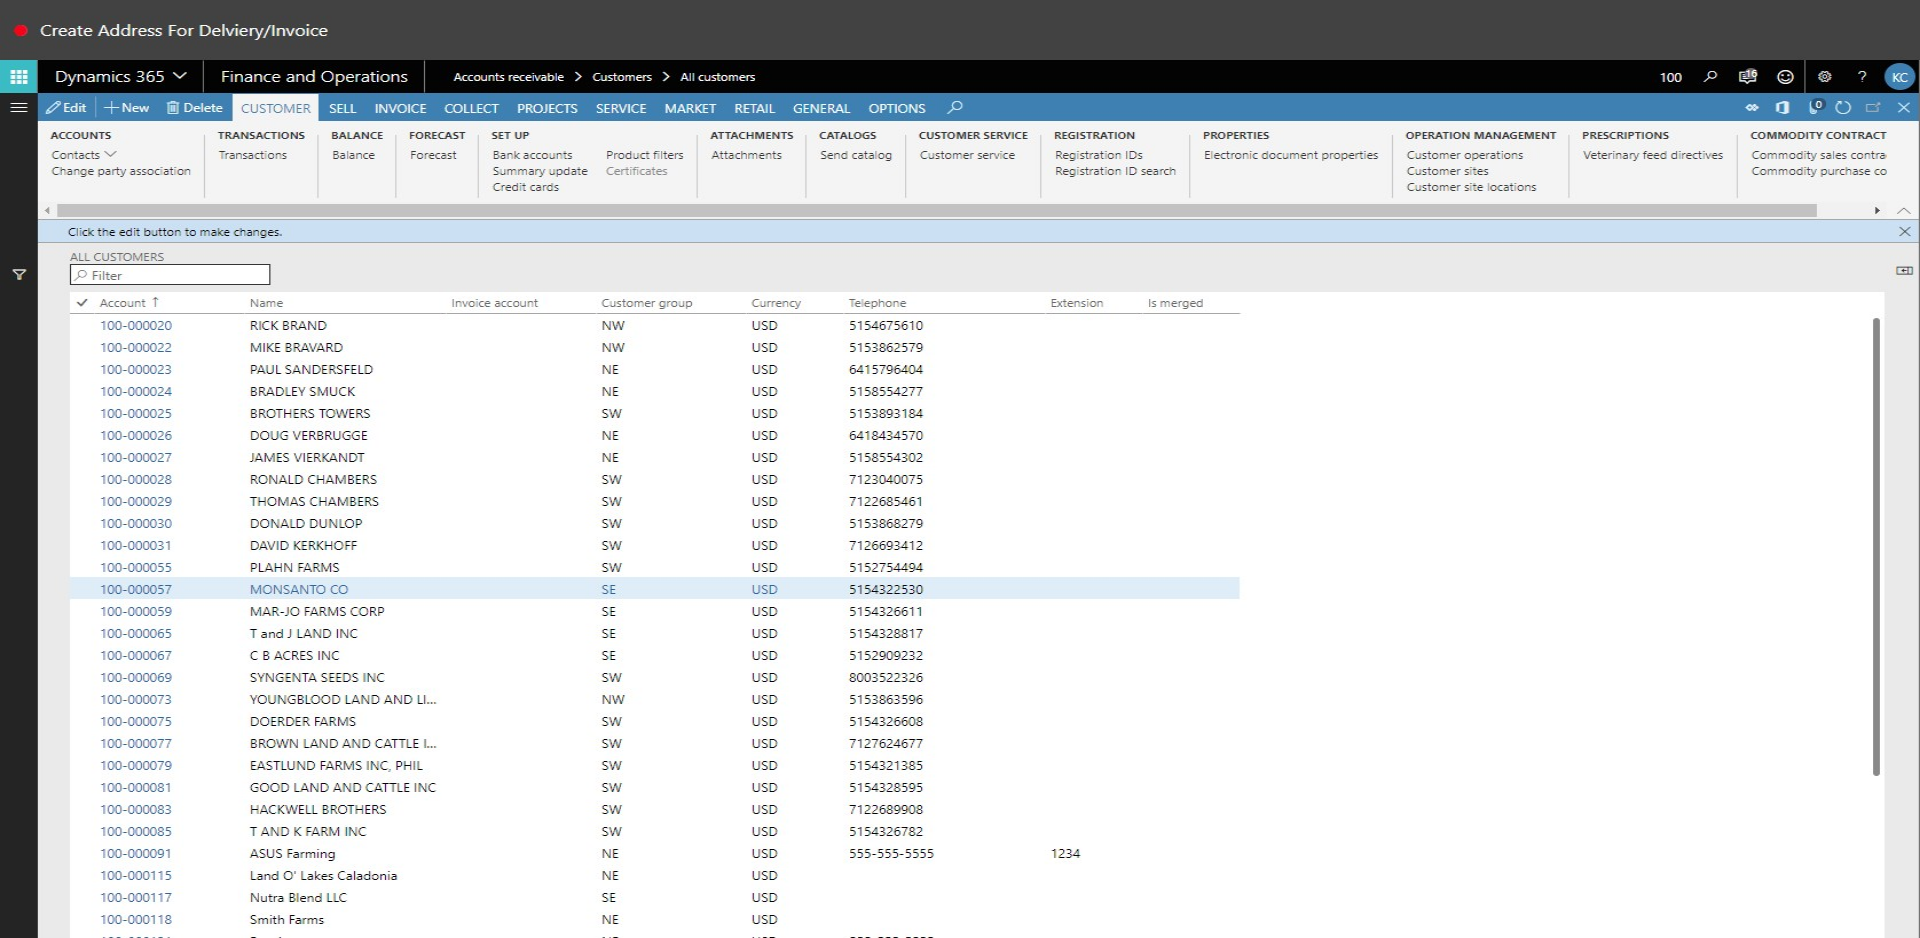 Create Address For Delviery/Invoice
Dynamics 365 Finance and Operations Accounts receivable > Customers > All customers 100 16 ? KC
Edit New Delete CUSTOMER SELL INVOICE COLLECT PROJECTS SERVICE MARKET RETAIL GENERAL OPTIONS 0
ACCOUNTS TRANSACTIONS BALANCE FORECAST SET UP ATTACHMENTS CATALOGS CUSTOMER SERVICE REGISTRATION PROPERTIES OPERATION MANAGEMENT PRESCRIPTIONS COMMODITY CONTRACT
Contacts Transactions Balance Forecast Bank accounts Product filters Attachments Send catalog Customer service Registration IDs Electronic document properties Customer operations Veterinary feed directives Commodity sales contra
Change party association Summary update Certificates Registration ID search Customer sites Commodity purchase co
Credit cards Customer site locations
Click the edit button to make changes.
ALL CUSTOMERS
Filter
Account ↑ Name Invoice account Customer group Currency Telephone Extension Is merged
100-000020 RICK BRAND NW USD 5154675610
100-000022 MIKE BRAVARD NW USD 5153862579
100-000023 PAUL SANDERSFELD NE USD 6415796404
100-000024 BRADLEY SMUCK NE USD 5158554277
100-000025 BROTHERS TOWERS SW USD 5153893184
100-000026 DOUG VERBRUGGE NE USD 6418434570
100-000027 JAMES VIERKANDT NE USD 5158554302
100-000028 RONALD CHAMBERS SW USD 7123040075
100-000029 THOMAS CHAMBERS SW USD 7122685461
100-000030 DONALD DUNLOP SW USD 5153868279
100-000031 DAVID KERKHOFF SW USD 7126693412
100-000055 PLAHN FARMS SW USD 5152754494
100-000057 MONSANTO CO SE USD 5154322530
100-000059 MAR-JO FARMS CORP SE USD 5154326611
100-000065 T and J LAND INC SE USD 5154328817
100-000067 C B ACRES INC SE USD 5152909232
100-000069 SYNGENTA SEEDS INC SW USD 8003522326
100-000073 YOUNGBLOOD LAND AND LI... NW USD 5153863596
100-000075 DOERDER FARMS SW USD 5154326608
100-000077 BROWN LAND AND CATTLE I... SW USD 7127624677
100-000079 EASTLUND FARMS INC, PHIL SW USD 5154321385
100-000081 GOOD LAND AND CATTLE INC SW USD 5154328595
100-000083 HACKWELL BROTHERS SW USD 7122689908
100-000085 T AND K FARM INC SW USD 5154326782
100-000091 ASUS Farming NE USD 555-555-5555 1234
100-000115 Land O' Lakes Caladonia NE USD
100-000117 Nutra Blend LLC SE USD
100-000118 Smith Farms NE USD